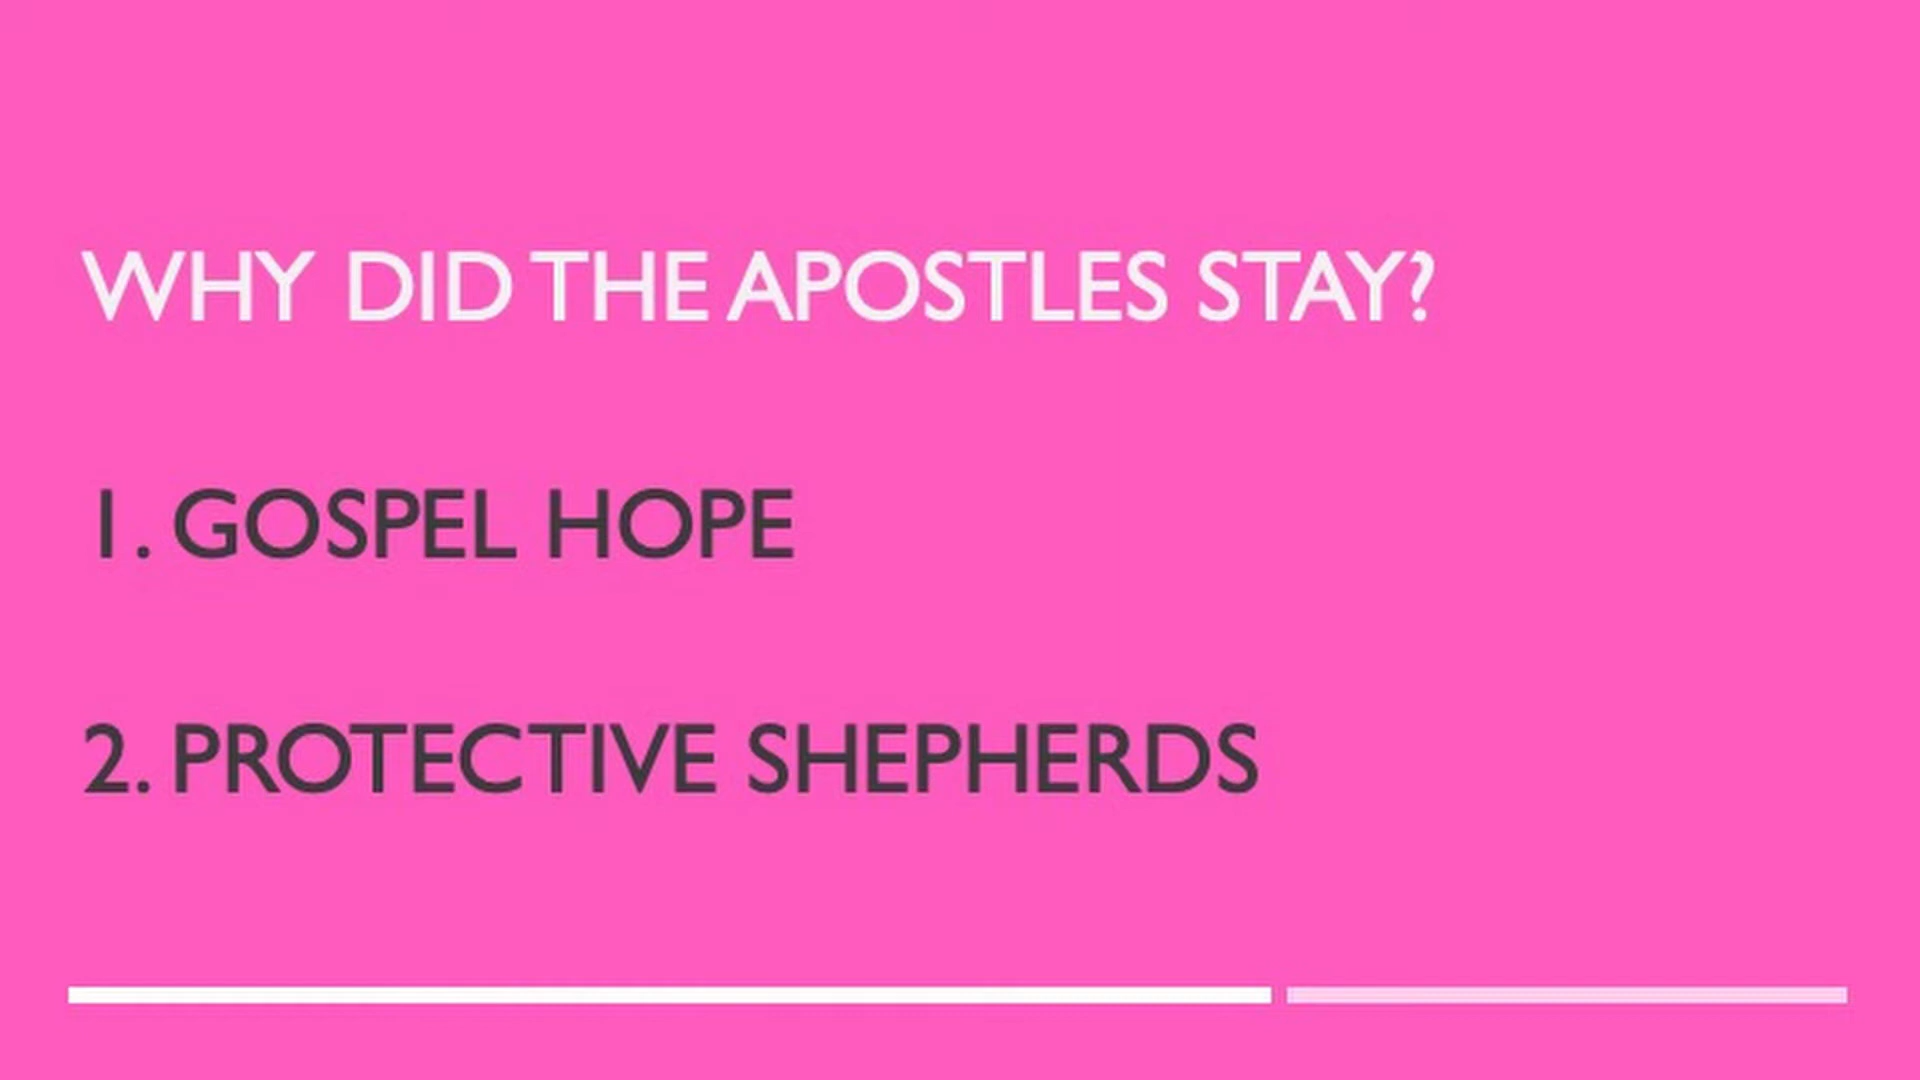 WHY DID THE APOSTLES STAY?
1. GOSPEL HOPE
2. PROTECTIVE SHEPHERDS